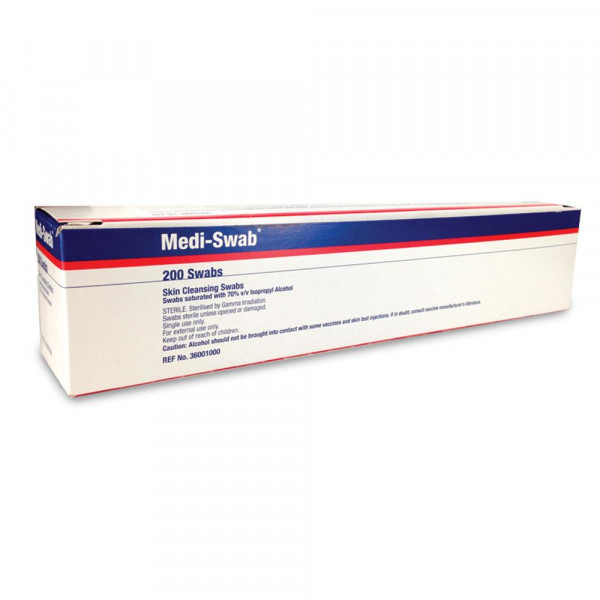 Medi-Swab®
200 Swabs
Skin Cleansing Swabs
Swabs saturated with 70% v/v Isopropyl Alcohol
STERILE. Sterilised by Gamma Irradiation.
Swabs sterile unless opened or damaged.
Single use only.
For external use only.
Keep out of reach of children.
Caution: Alcohol should not be brought into contact with some vaccines and skin test injections. If in doubt, consult vaccine manufacturer's literature.
REF No. 36001000
Medi-Swab